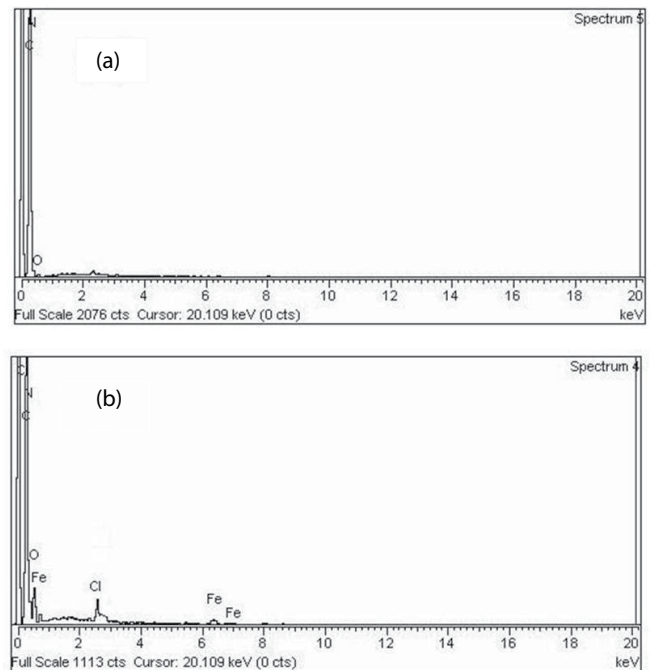 Spectrum 5
N
C
(a)
O
0 2 4 6 8 10 12 14 16 18 20
Full Scale 2076 cts Cursor: 20.109 keV (0 cts) keV
Spectrum 4
C
N
C
(b)
O
Fe
Cl
Fe
Fe
0 2 4 6 8 10 12 14 16 18 20
Full Scale 1113 cts Cursor: 20.109 keV (0 cts) keV